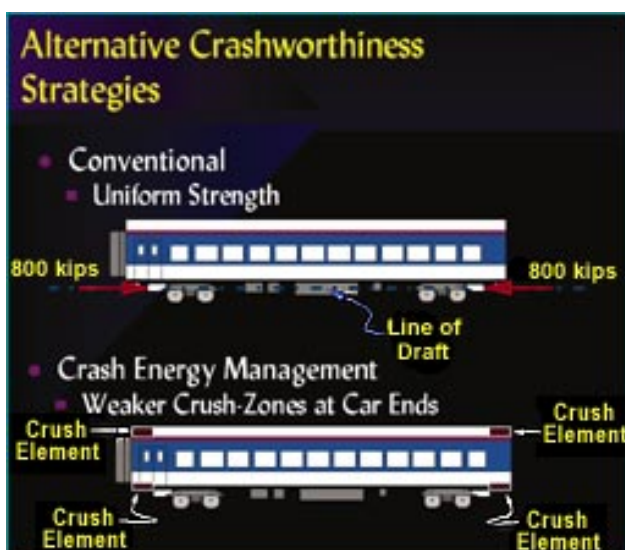 Alternative Crashworthiness
Strategies
Conventional
Uniform Strength
800 kips
800 kips
Line of
Draft
Crash Energy Management
Weaker Crush-Zones at Car Ends
Crush
Element
Crush
Element
Crush
Element
Crush
Element